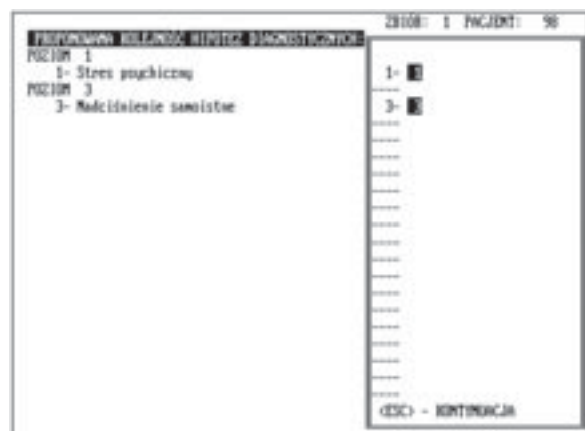 ZBIÓR: 1 PACJENT: 98
PROPONOWANA KOLEJNOŚĆ HIPOTEZ DIAGNOSTYCZNYCH:
POZIOM 1
1- Stres psychiczny
POZIOM 3
3- Nadciśnienie samoistne
1-
3-
<ESC> - KONTYNUACJA